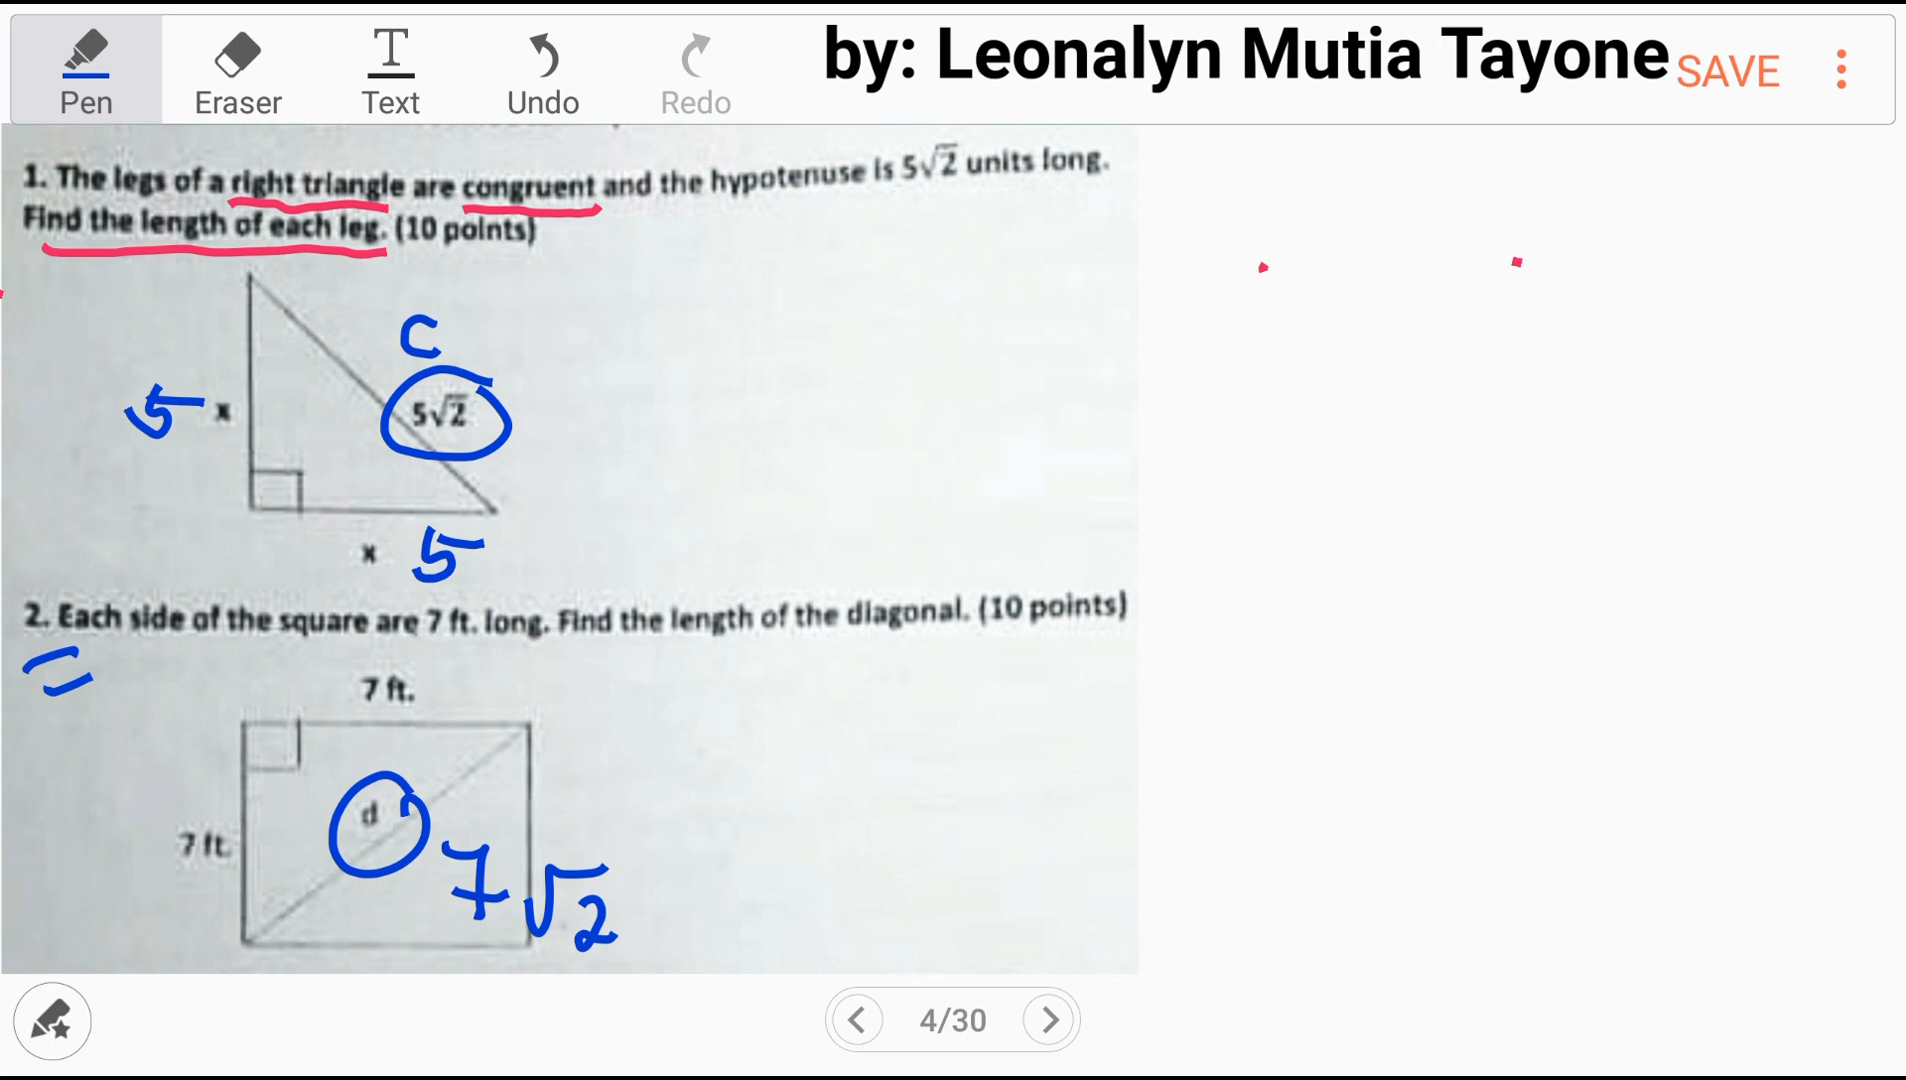 by: Leonalyn Mutia Tayone
SAVE
Pen
Eraser
Text
Undo
Redo
1. The legs of a right triangle are congruent and the hypotenuse is 5√2 units long.
Find the length of each leg. (10 points)
C
5 x
5√2
x 5
2. Each side of the square are 7 ft. long. Find the length of the diagonal. (10 points)
7 ft.
d
7 ft.
7√2
4/30